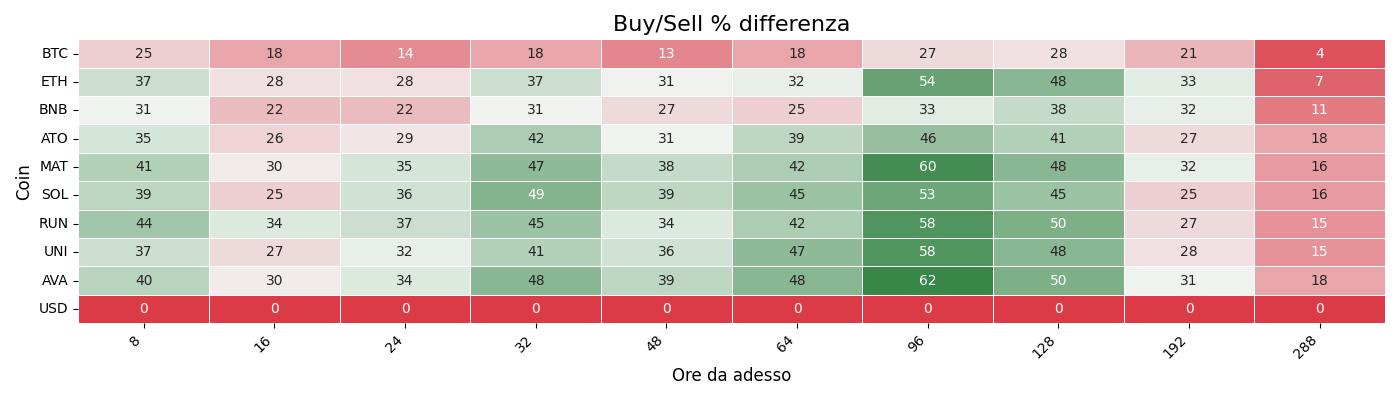 Buy/Sell % differenza
Coin
BTC 25 18 14 18 13 18 27 28 21 4
ETH 37 28 28 37 31 32 54 48 33 7
BNB 31 22 22 31 27 25 33 38 32 11
ATO 35 26 29 42 31 39 46 41 27 18
MAT 41 30 35 47 38 42 60 48 32 16
SOL 39 25 36 49 39 45 53 45 25 16
RUN 44 34 37 45 34 42 58 50 27 15
UNI 37 27 32 41 36 47 58 48 28 15
AVA 40 30 34 48 39 48 62 50 31 18
USD 0 0 0 0 0 0 0 0 0 0
8 16 24 32 48 64 96 128 192 288
Ore da adesso